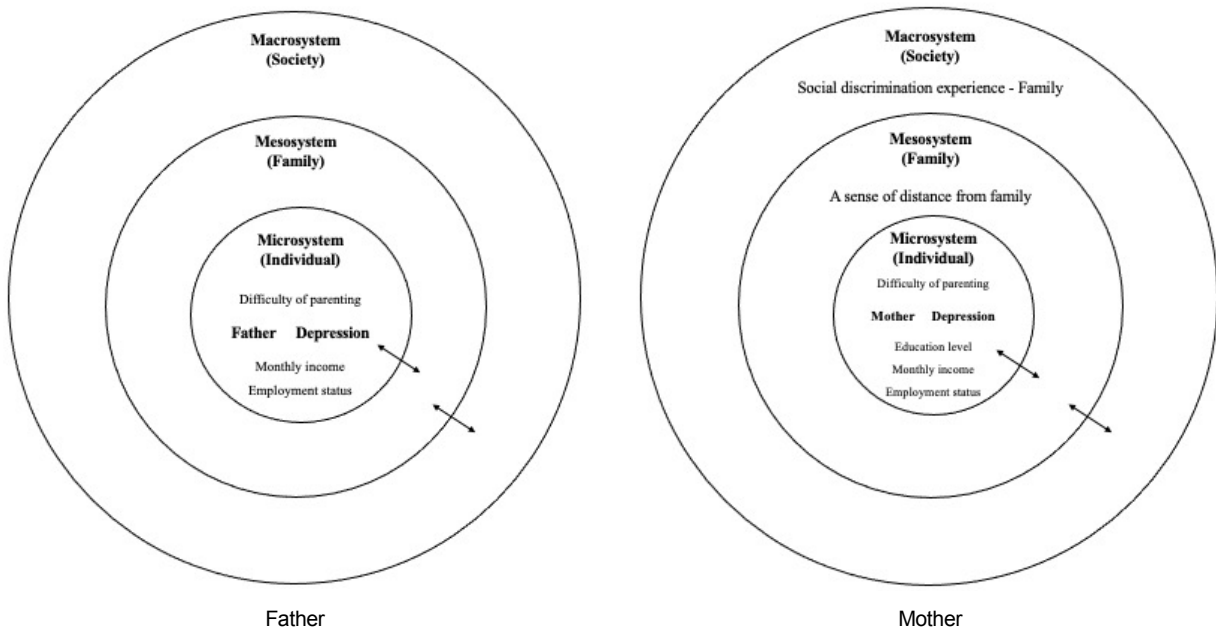 Macrosystem
(Society)
Mesosystem
(Family)
Microsystem
(Individual)
Difficulty of parenting
Father Depression
Monthly income
Employment status
Father
Macrosystem
(Society)
Social discrimination experience - Family
Mesosystem
(Family)
A sense of distance from family
Microsystem
(Individual)
Difficulty of parenting
Mother Depression
Education level
Monthly income
Employment status
Mother